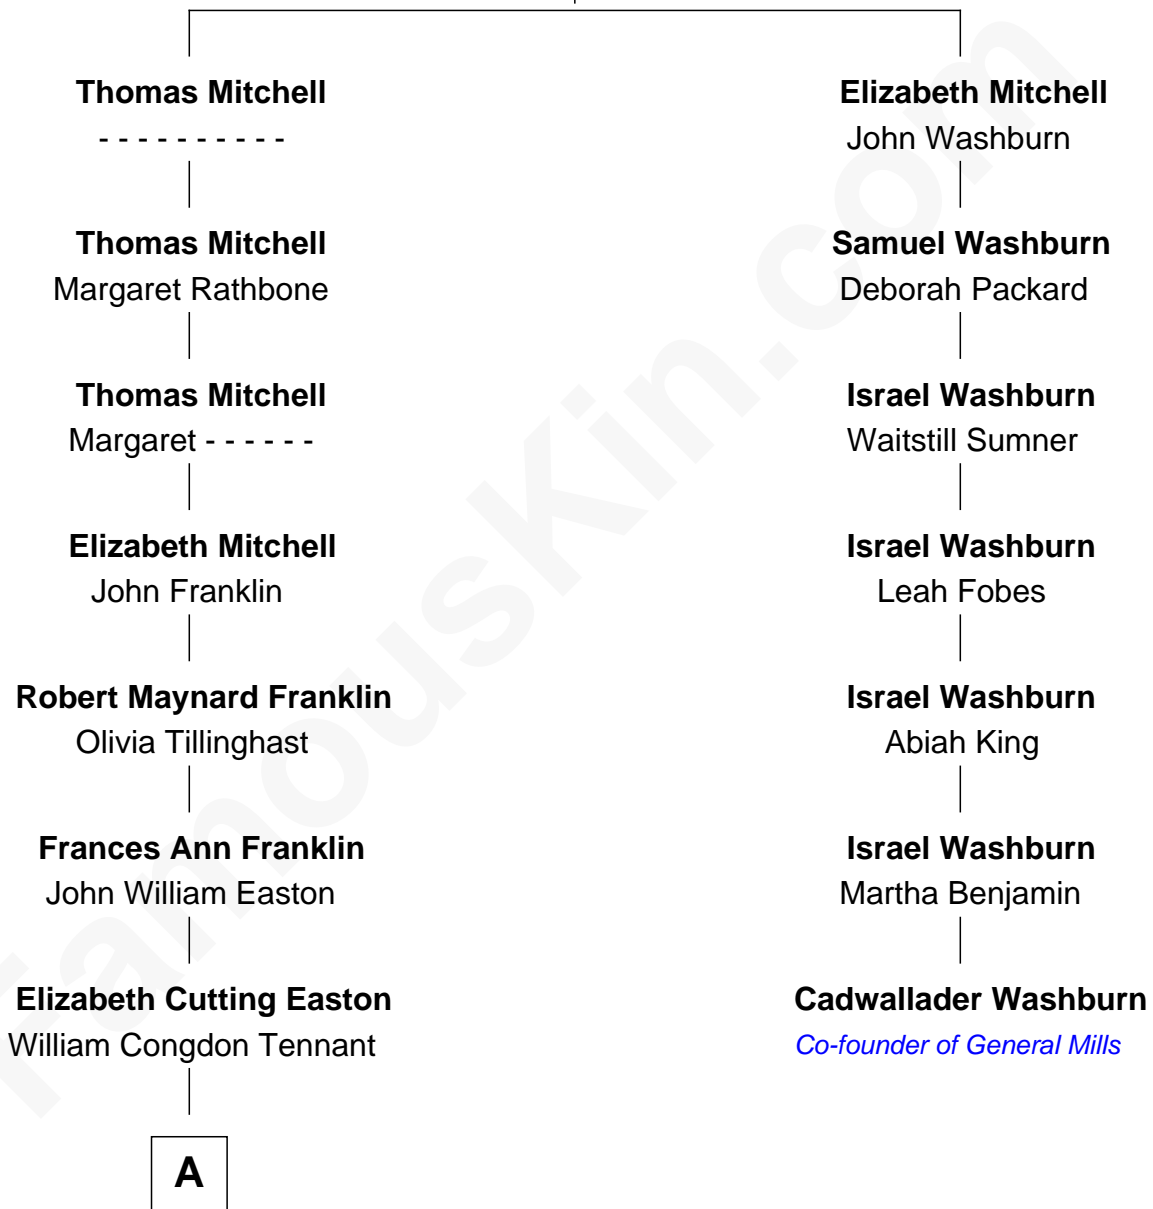 Thomas Mitchell
- - - - - - - - - -
Thomas Mitchell
Margaret Rathbone
Thomas Mitchell
Margaret - - - - - -
Elizabeth Mitchell
John Franklin
Robert Maynard Franklin
Olivia Tillinghast
Frances Ann Franklin
John William Easton
Elizabeth Cutting Easton
William Congdon Tennant
A
Elizabeth Mitchell
John Washburn
Samuel Washburn
Deborah Packard
Israel Washburn
Waitstill Sumner
Israel Washburn
Leah Fobes
Israel Washburn
Abiah King
Israel Washburn
Martha Benjamin
Cadwallader Washburn
Co-founder of General Mills
FamousKin.com